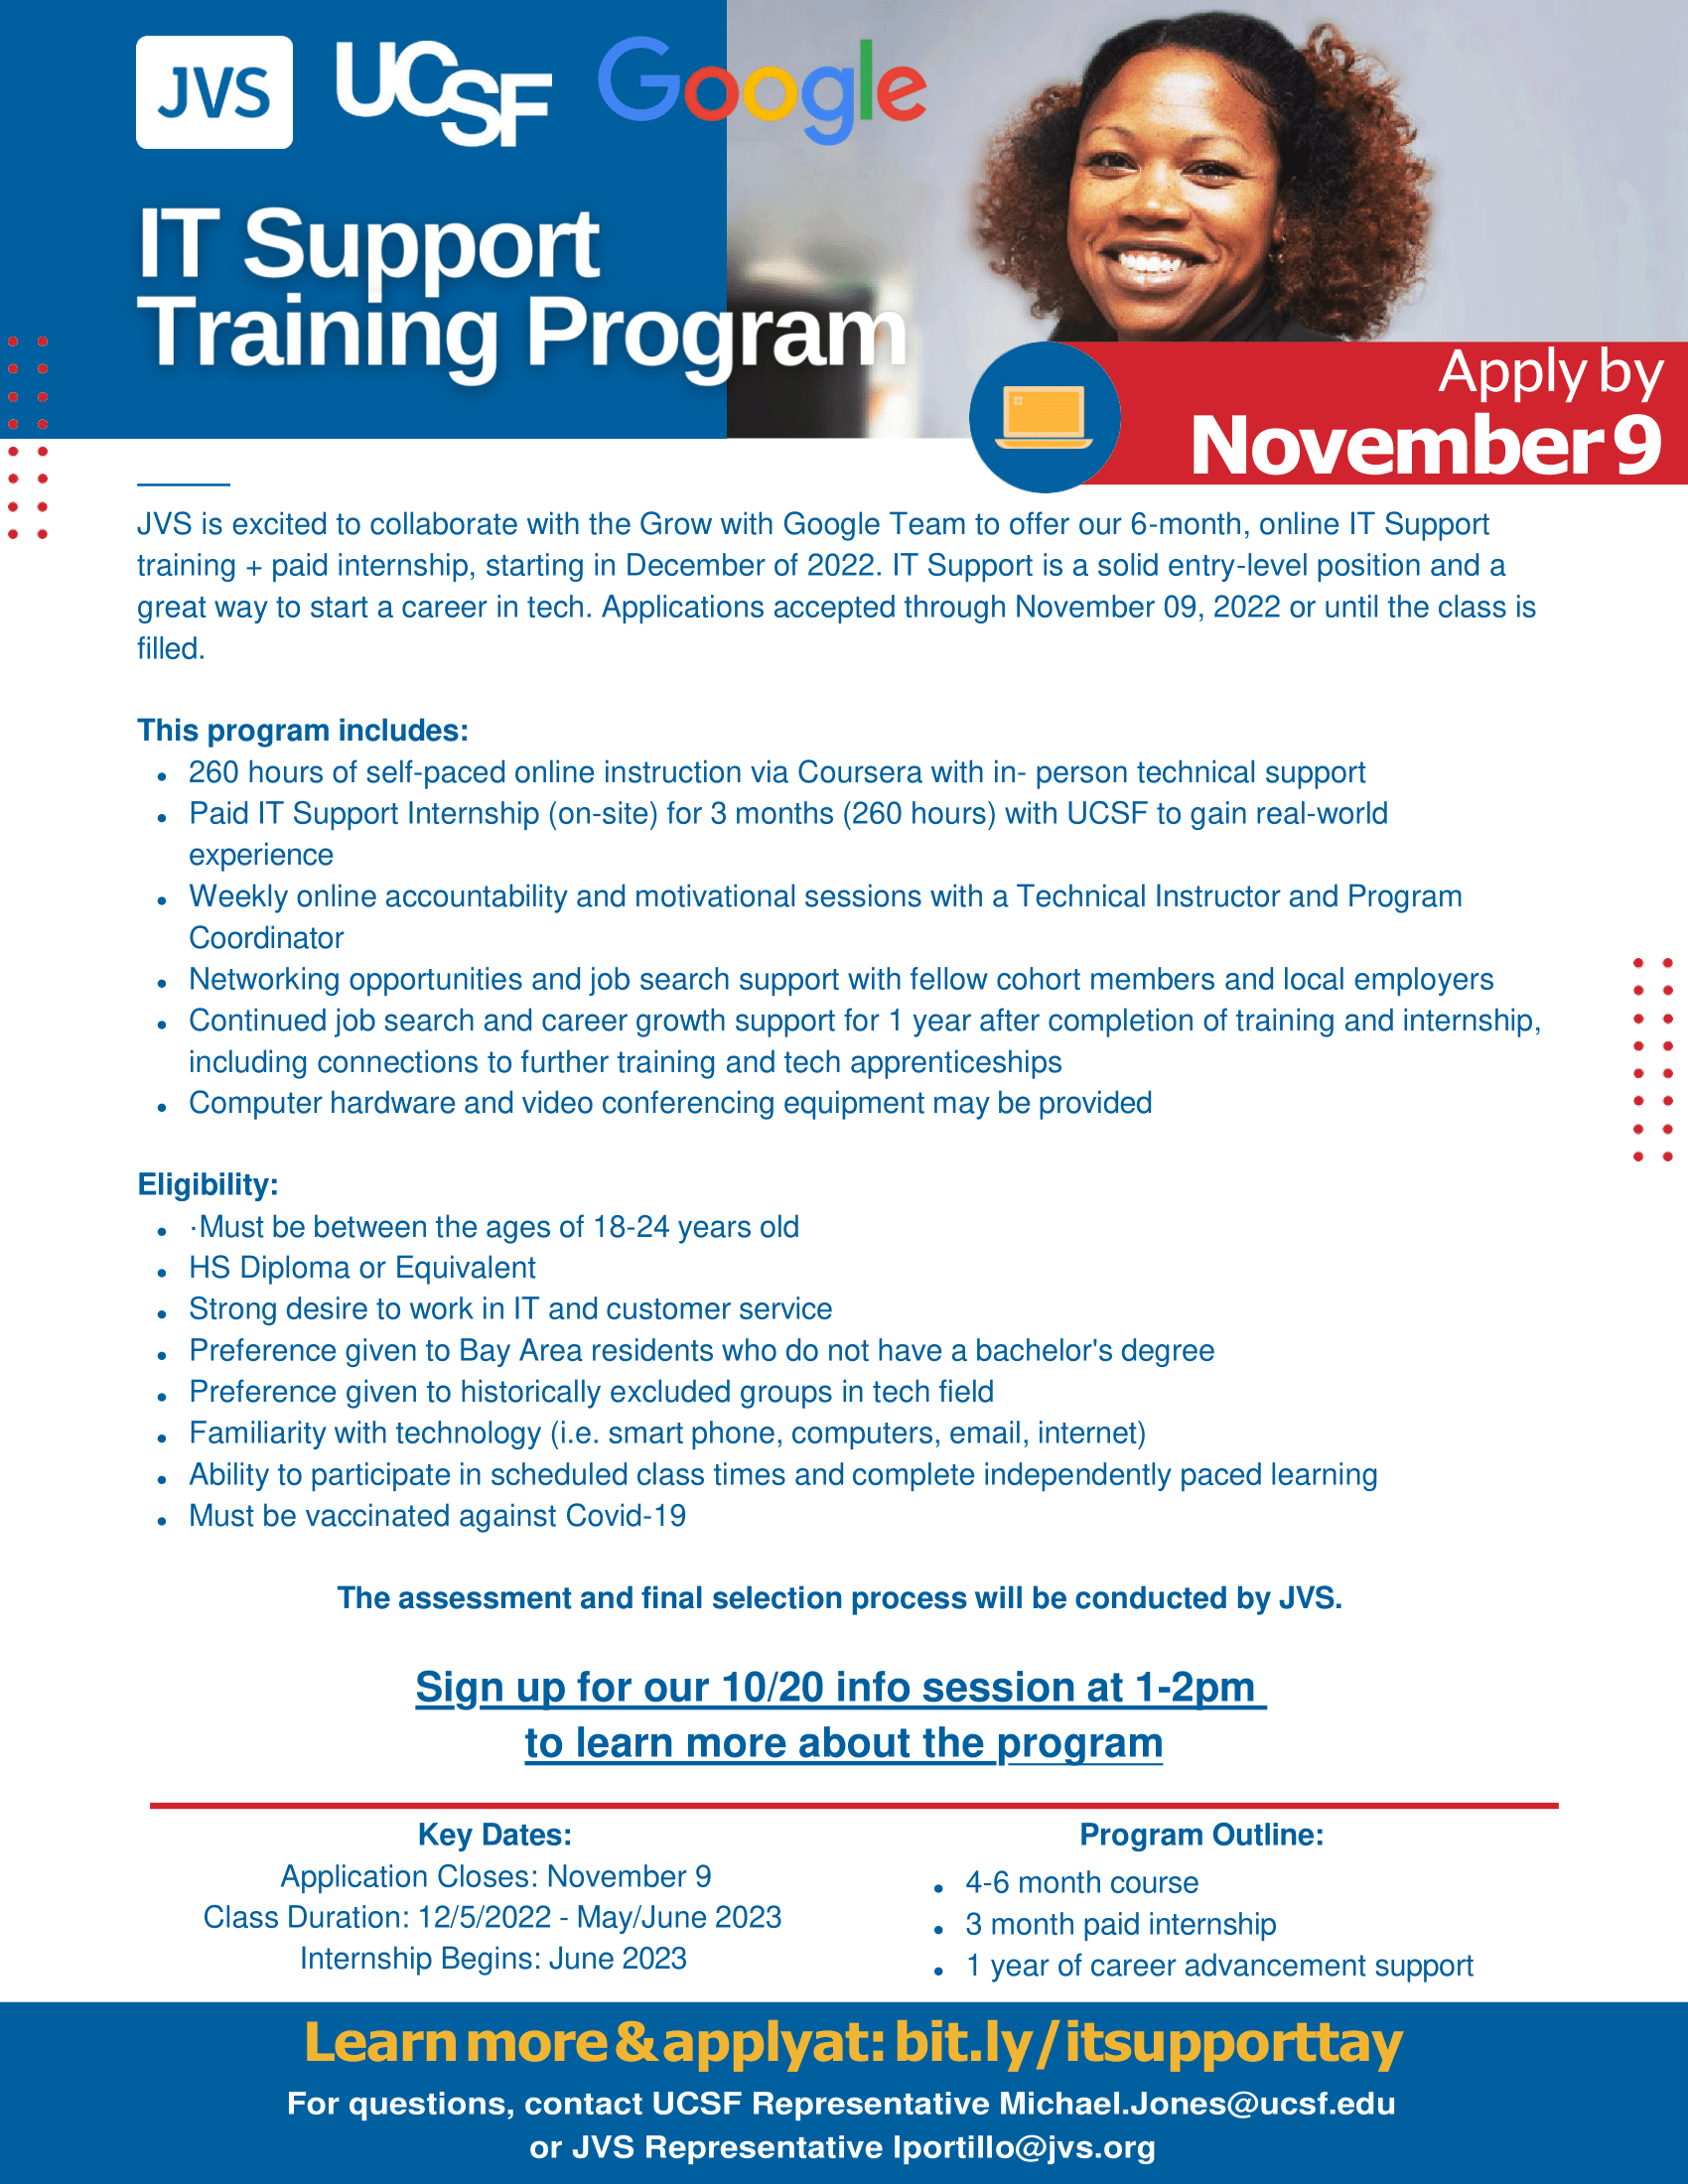 JVS UCSF Google
IT Support
Training Program
Apply by
November 9
JVS is excited to collaborate with the Grow with Google Team to offer our 6-month, online IT Support
training + paid internship, starting in December of 2022. IT Support is a solid entry-level position and a
great way to start a career in tech. Applications accepted through November 09, 2022 or until the class is
filled.
This program includes:
• 260 hours of self-paced online instruction via Coursera with in- person technical support
• Paid IT Support Internship (on-site) for 3 months (260 hours) with UCSF to gain real-world
experience
• Weekly online accountability and motivational sessions with a Technical Instructor and Program
Coordinator
• Networking opportunities and job search support with fellow cohort members and local employers
• Continued job search and career growth support for 1 year after completion of training and internship,
including connections to further training and tech apprenticeships
• Computer hardware and video conferencing equipment may be provided
Eligibility:
• ·Must be between the ages of 18-24 years old
• HS Diploma or Equivalent
• Strong desire to work in IT and customer service
• Preference given to Bay Area residents who do not have a bachelor's degree
• Preference given to historically excluded groups in tech field
• Familiarity with technology (i.e. smart phone, computers, email, internet)
• Ability to participate in scheduled class times and complete independently paced learning
• Must be vaccinated against Covid-19
The assessment and final selection process will be conducted by JVS.
Sign up for our 10/20 info session at 1-2pm
to learn more about the program
Key Dates:
Application Closes: November 9
Class Duration: 12/5/2022 - May/June 2023
Internship Begins: June 2023
Program Outline:
• 4-6 month course
• 3 month paid internship
• 1 year of career advancement support
Learn more & apply at: bit.ly/itsupporttay
For questions, contact UCSF Representative Michael.Jones@ucsf.edu
or JVS Representative lportillo@jvs.org